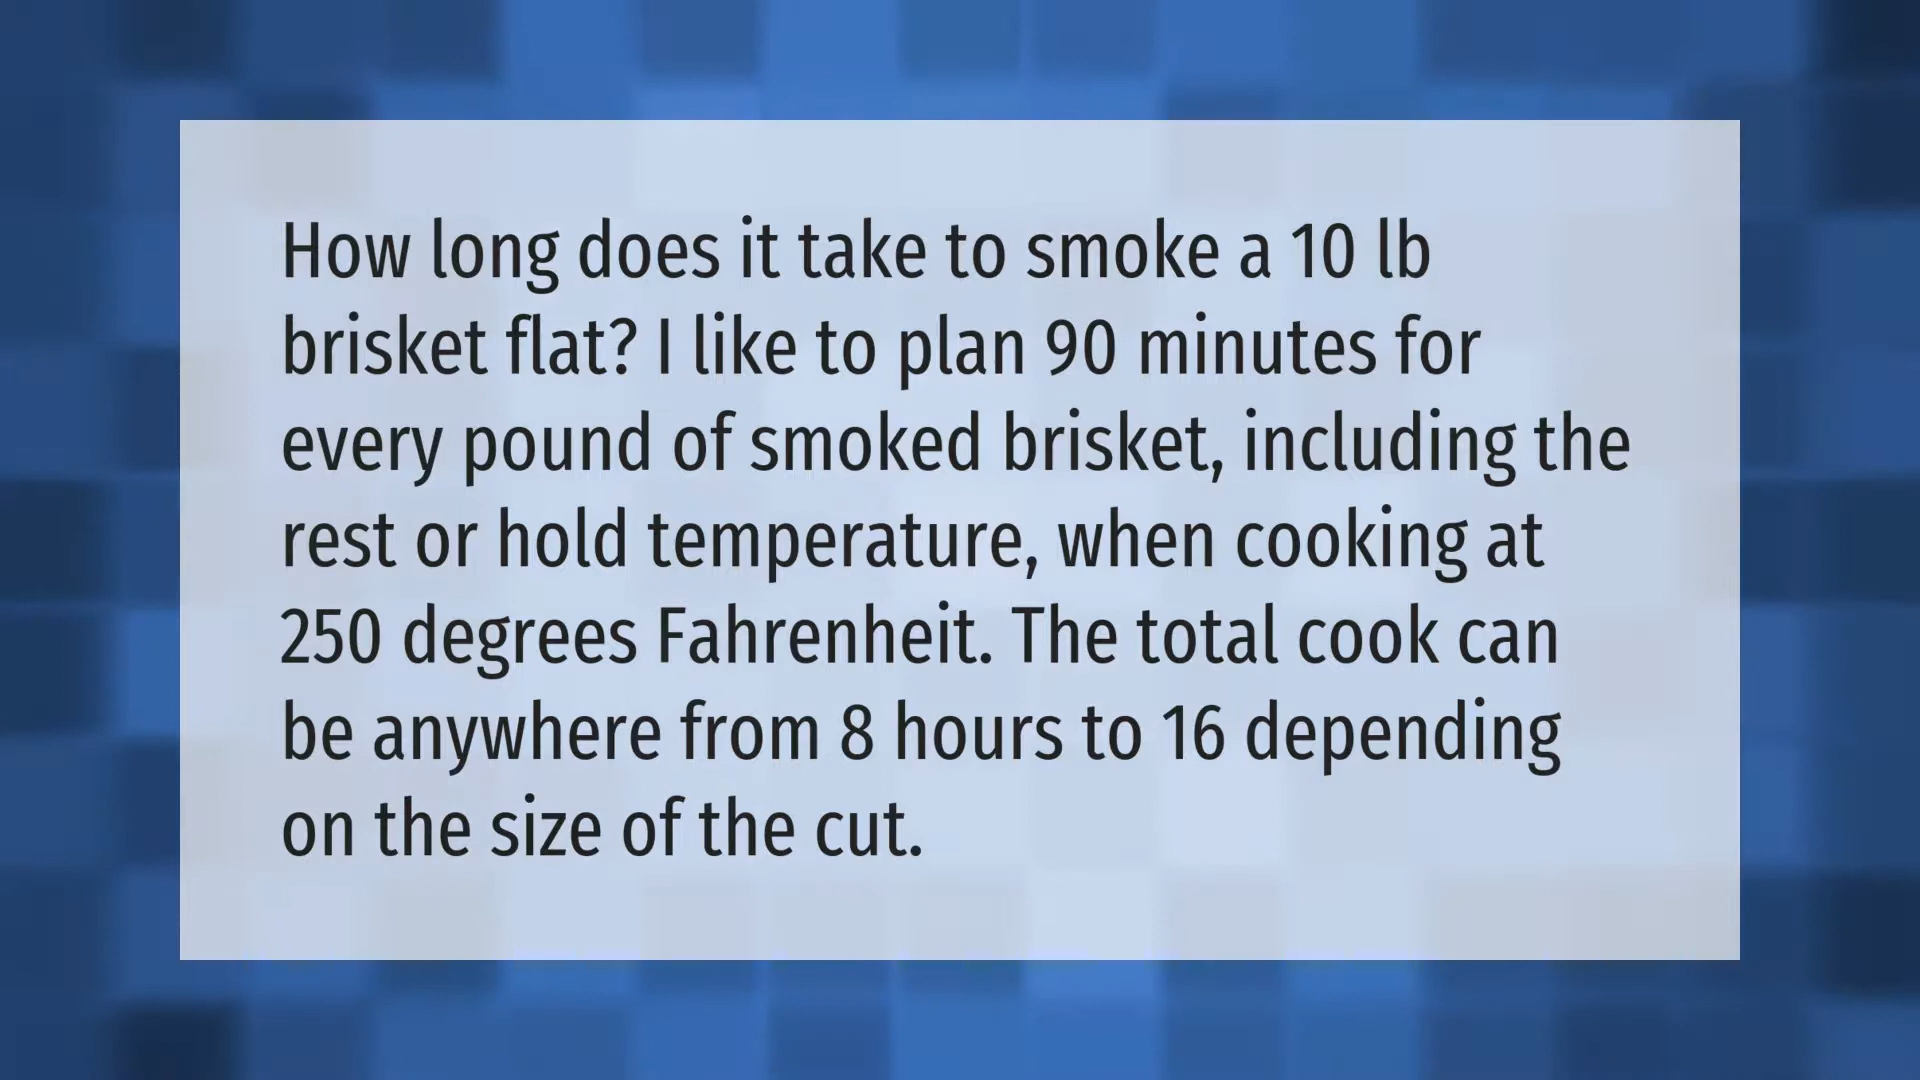 How long does it take to smoke a 10 lb
brisket flat? I like to plan 90 minutes for
every pound of smoked brisket, including the
rest or hold temperature, when cooking at
250 degrees Fahrenheit. The total cook can
be anywhere from 8 hours to 16 depending
on the size of the cut.